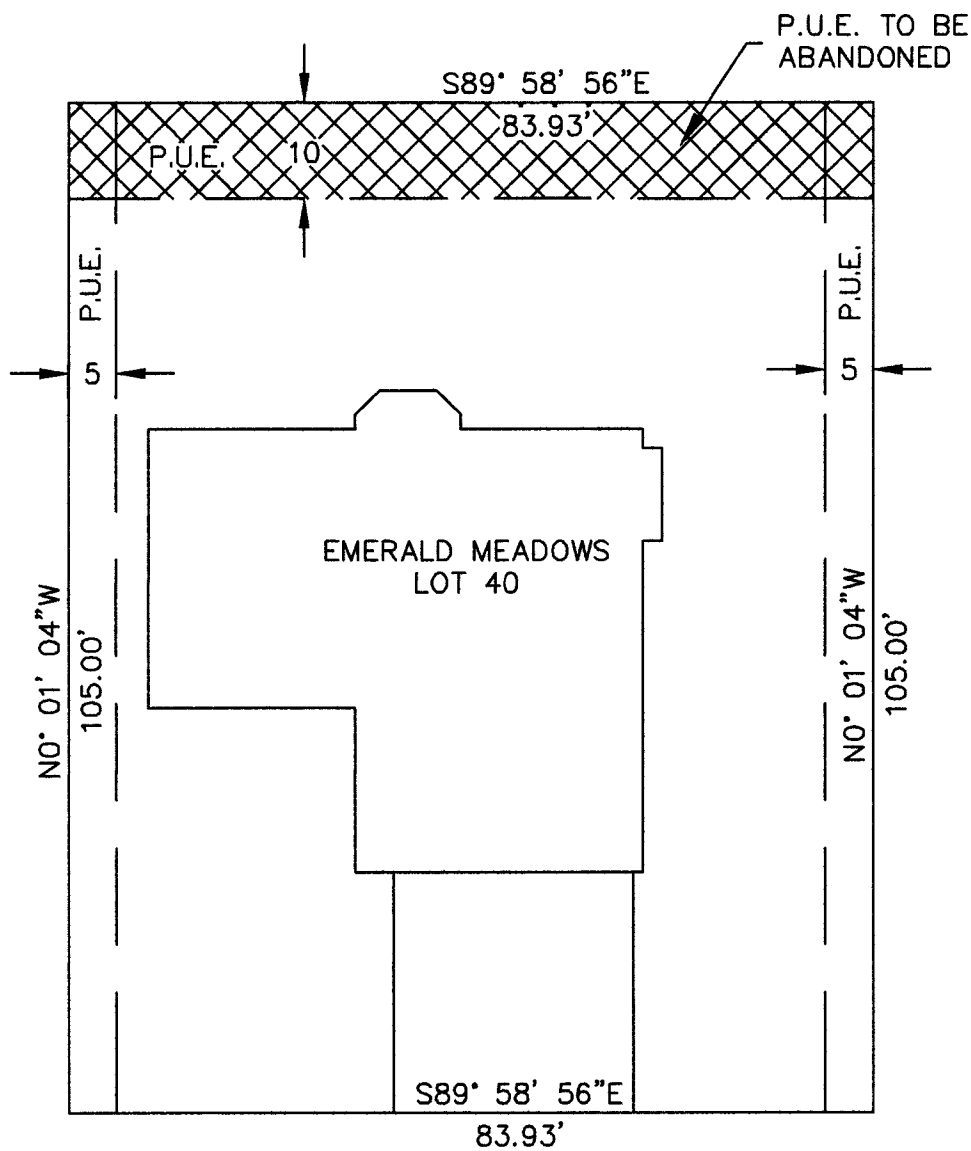 P.U.E. TO BE
ABANDONED
S89° 58' 56"E
83.93'
P.U.E.
10
P.U.E.
P.U.E.
5
5
EMERALD MEADOWS
LOT 40
N0° 01' 04"W
105.00'
N0° 01' 04"W
105.00'
S89° 58' 56"E
83.93'